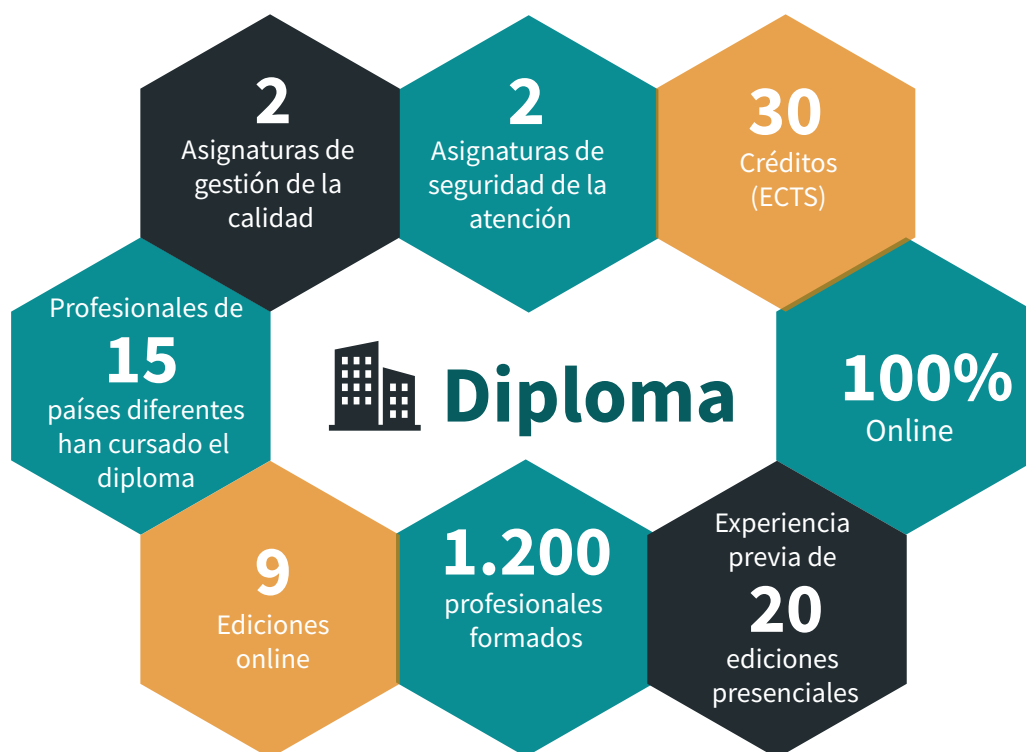 2
Asignaturas de
gestión de la
calidad
2
Asignaturas de
seguridad de la
atención
30
Créditos
(ECTS)
Profesionales de
15
países diferentes
han cursado el
diploma
Diploma
100%
Online
9
Ediciones
online
1.200
profesionales
formados
Experiencia
previa de
20
ediciones
presenciales